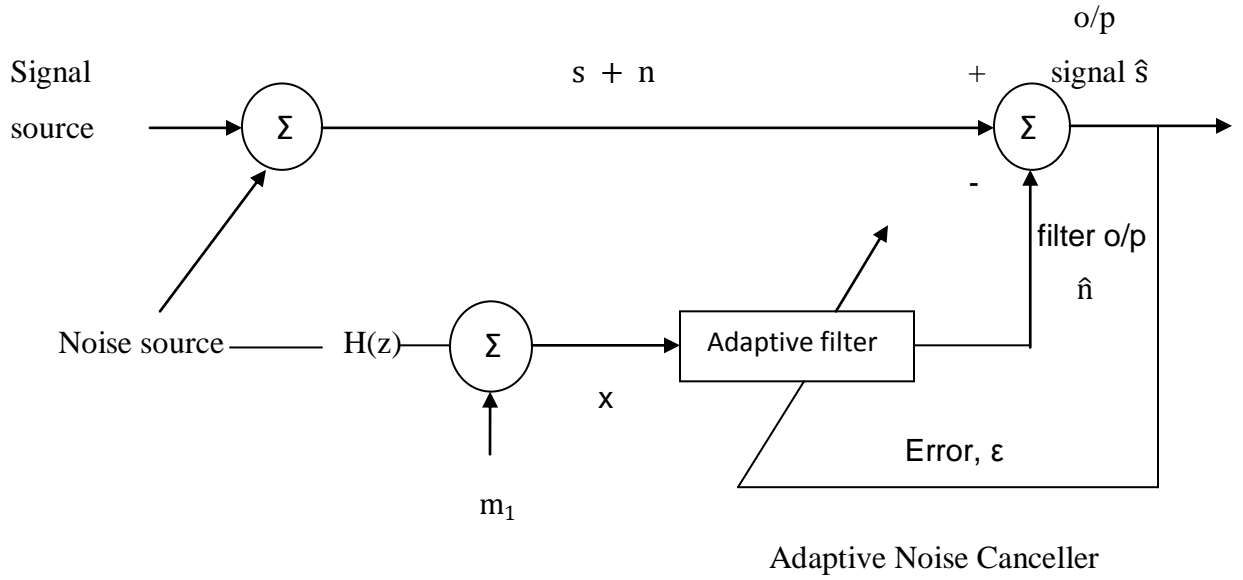 o/p
Signal
s + n
+
signal ŝ
source
Σ
Σ
-
filter o/p
n̂
Noise source
H(z)
Σ
Adaptive filter
x
Error, ε
m₁
Adaptive Noise Canceller